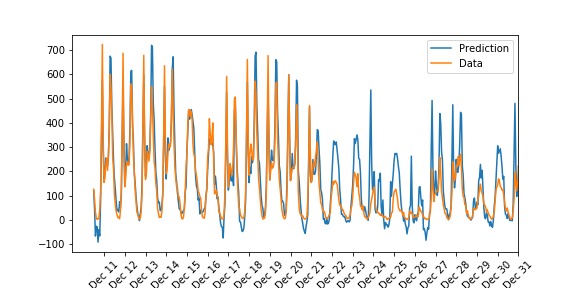 700
600
500
400
300
200
100
0
−100
Prediction
Data
Dec 11
Dec 12
Dec 13
Dec 14
Dec 15
Dec 16
Dec 17
Dec 18
Dec 19
Dec 20
Dec 21
Dec 22
Dec 23
Dec 24
Dec 25
Dec 26
Dec 27
Dec 28
Dec 29
Dec 30
Dec 31